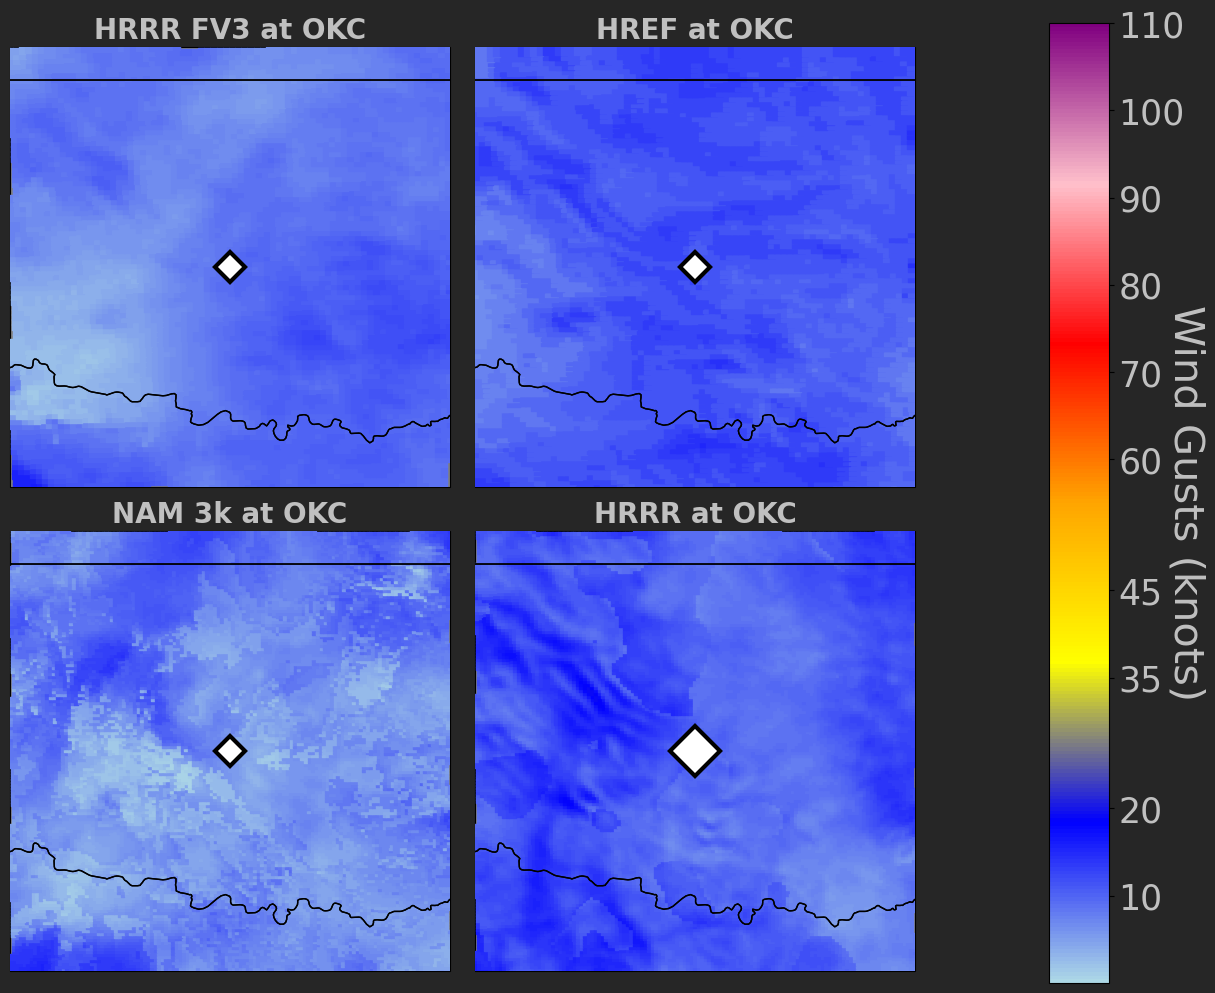 HRRR FV3 at OKC
HREF at OKC
NAM 3k at OKC
HRRR at OKC
110
100
90
80
70
60
45
35
20
10
Wind Gusts (knots)